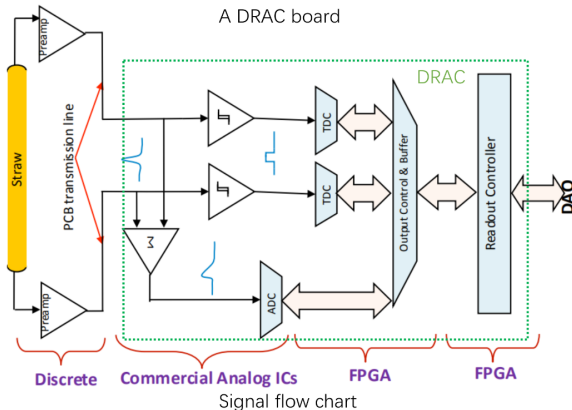 A DRAC board
Preamp
DRAC
PCB transmission line
Straw
TDC
TDC
Output Control & Buffer
Readout Controller
DAQ
Σ
ADC
Preamp
Discrete
Commercial Analog ICs
FPGA
FPGA
Signal flow chart